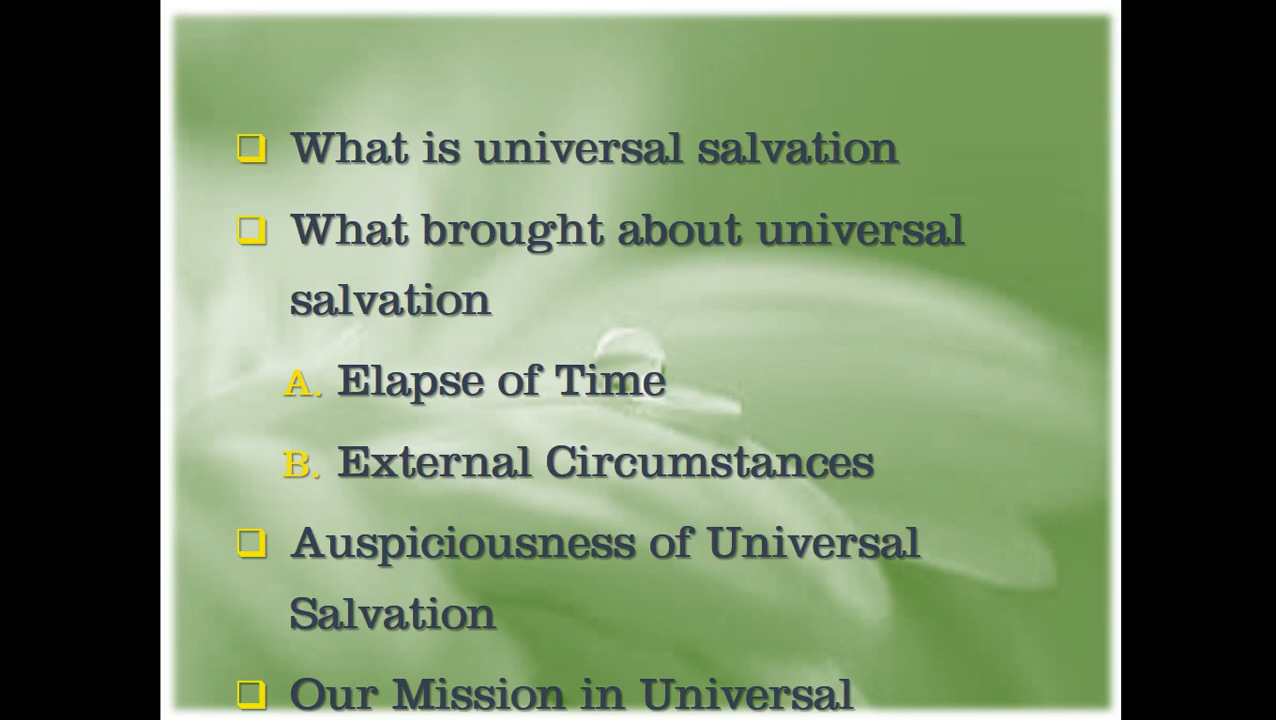 What is universal salvation
What brought about universal
salvation
A. Elapse of Time
B. External Circumstances
Auspiciousness of Universal
Salvation
Our Mission in Universal